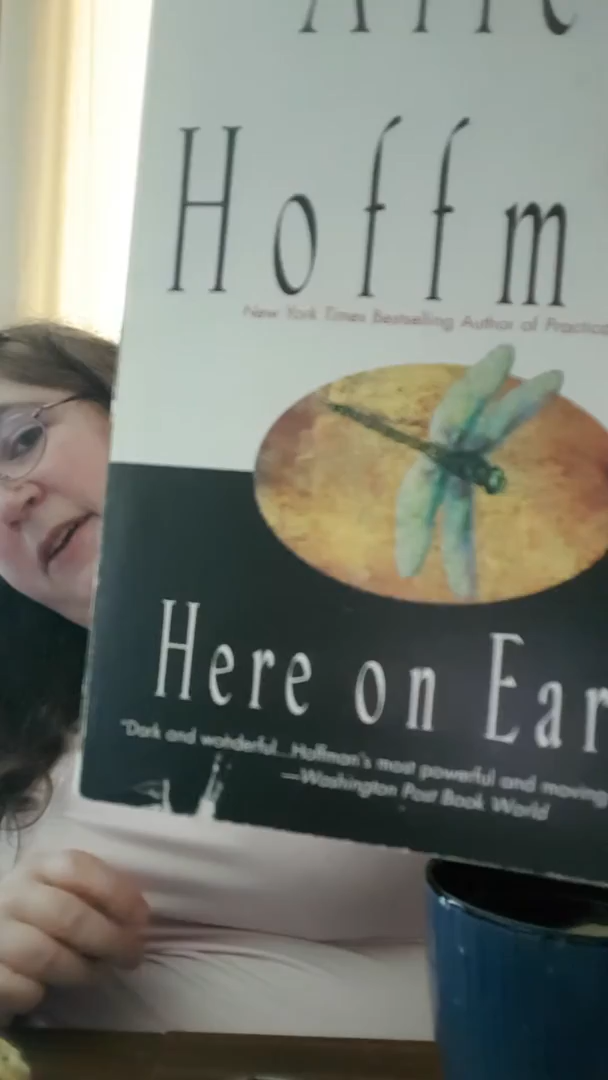 Hoffm
New York Times Bestselling Author of Practic
Here on Ear
"Dark and wonderful...Hoffman's most powerful and moving
—Washington Post Book World